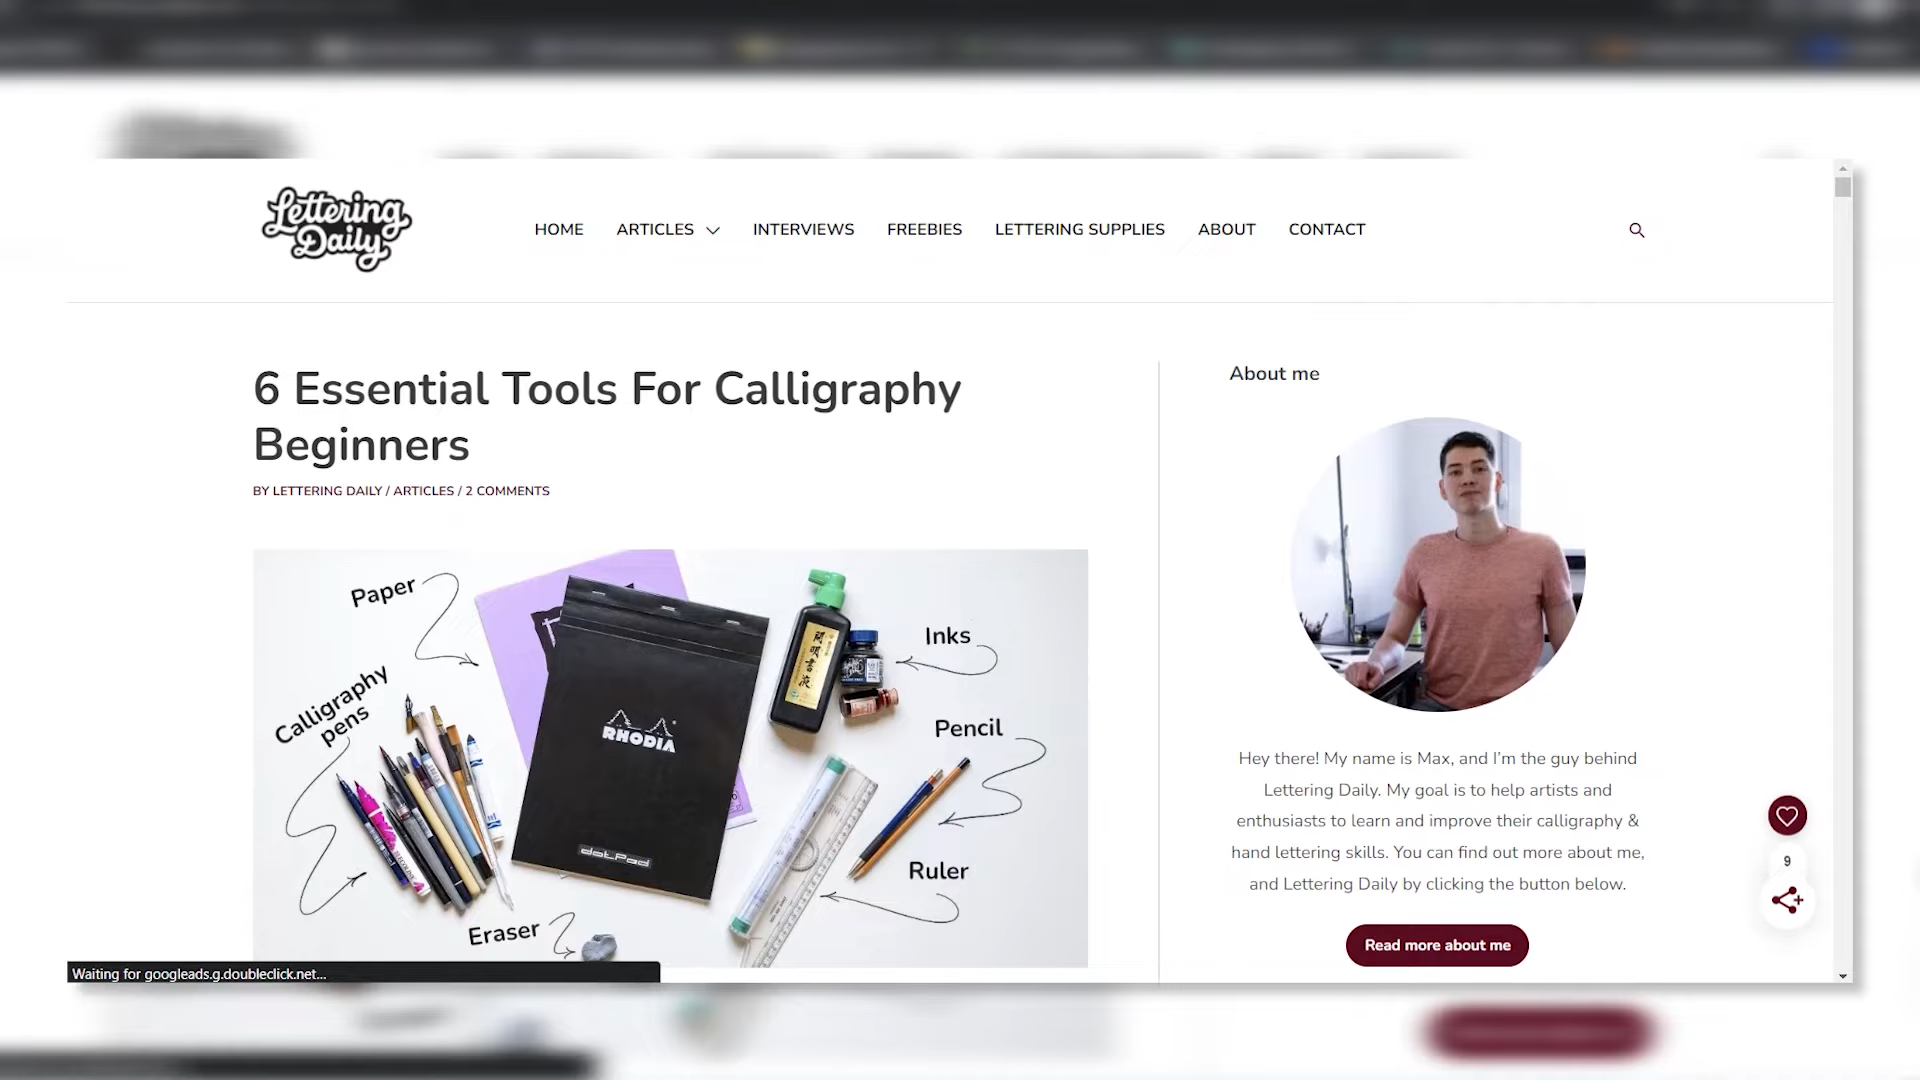 Lettering
Daily
HOME ARTICLES INTERVIEWS FREEBIES LETTERING SUPPLIES ABOUT CONTACT
6 Essential Tools For Calligraphy
Beginners
BY LETTERING DAILY / ARTICLES / 2 COMMENTS
Paper
Calligraphy
pens
Eraser
RHODIA
dotPad
開明書液
Inks
Pencil
Ruler
About me
Hey there! My name is Max, and I'm the guy behind
Lettering Daily. My goal is to help artists and
enthusiasts to learn and improve their calligraphy &
hand lettering skills. You can find out more about me,
and Lettering Daily by clicking the button below.
Read more about me
9
Waiting for googleads.g.doubleclick.net...